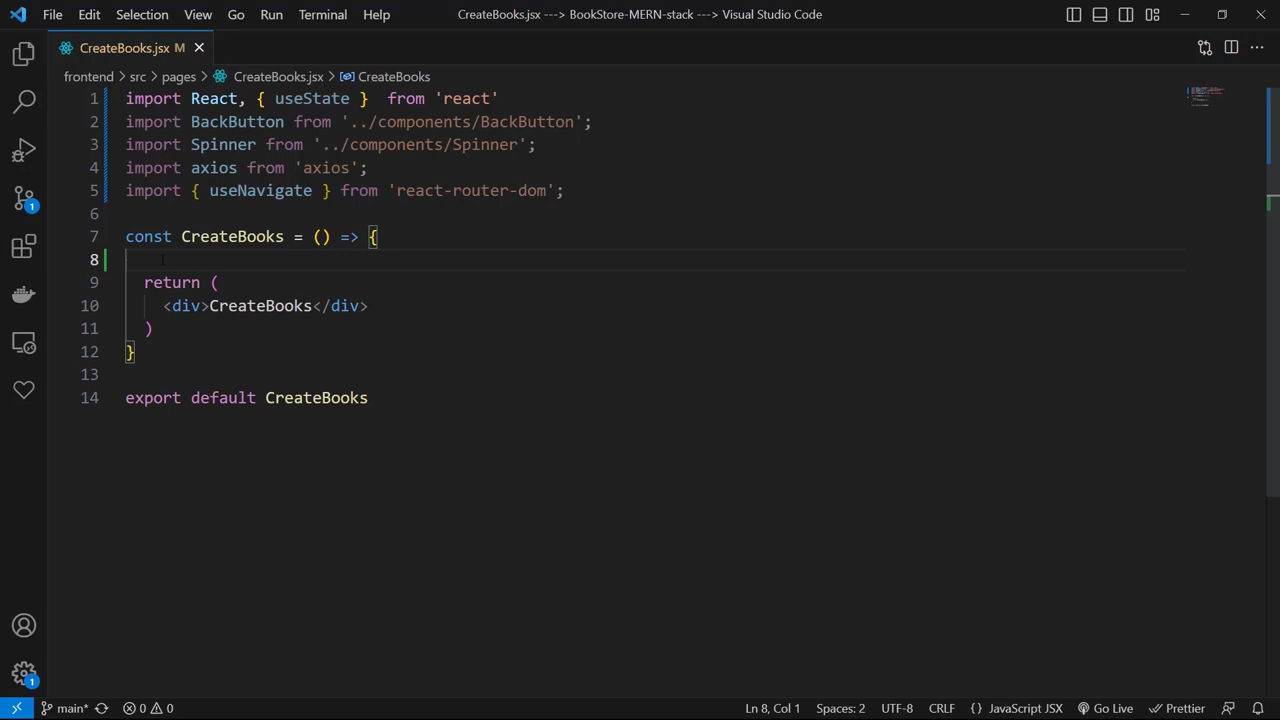 File Edit Selection View Go Run Terminal Help CreateBooks.jsx ---> BookStore-MERN-stack ---> Visual Studio Code
CreateBooks.jsx M
frontend > src > pages > CreateBooks.jsx > CreateBooks
1 import React, { useState }  from 'react'
2 import BackButton from '../components/BackButton';
3 import Spinner from '../components/Spinner';
4 import axios from 'axios';
5 import { useNavigate } from 'react-router-dom';
6
7 const CreateBooks = () => {
8
9   return (
10     <div>CreateBooks</div>
11   )
12 }
13
14 export default CreateBooks
1
1
main* 0 0 Ln 8, Col 1 Spaces: 2 UTF-8 CRLF {} JavaScript JSX Go Live Prettier